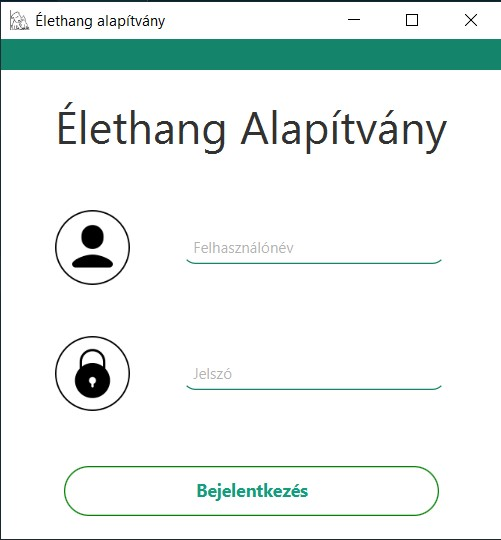 Élethang alapítvány
Élethang Alapítvány
Felhasználónév
Jelszó
Bejelentkezés